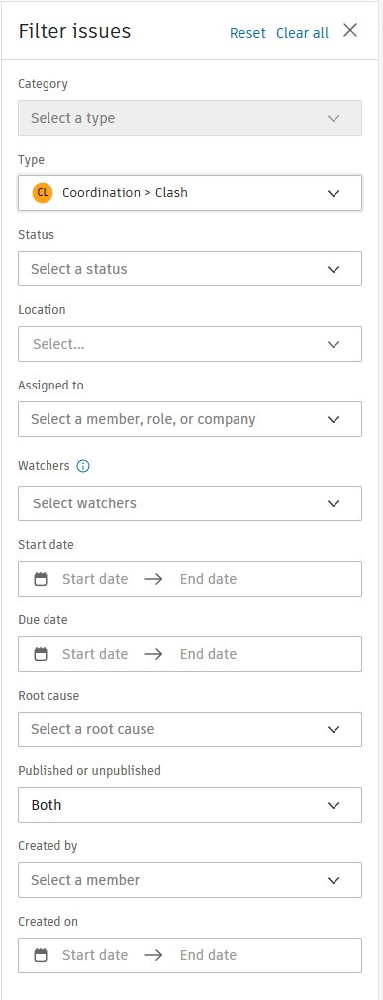 Filter issues Reset Clear all
Category
Select a type
Type
CL Coordination > Clash
Status
Select a status
Location
Select...
Assigned to
Select a member, role, or company
Watchers
Select watchers
Start date
Start date End date
Due date
Start date End date
Root cause
Select a root cause
Published or unpublished
Both
Created by
Select a member
Created on
Start date End date